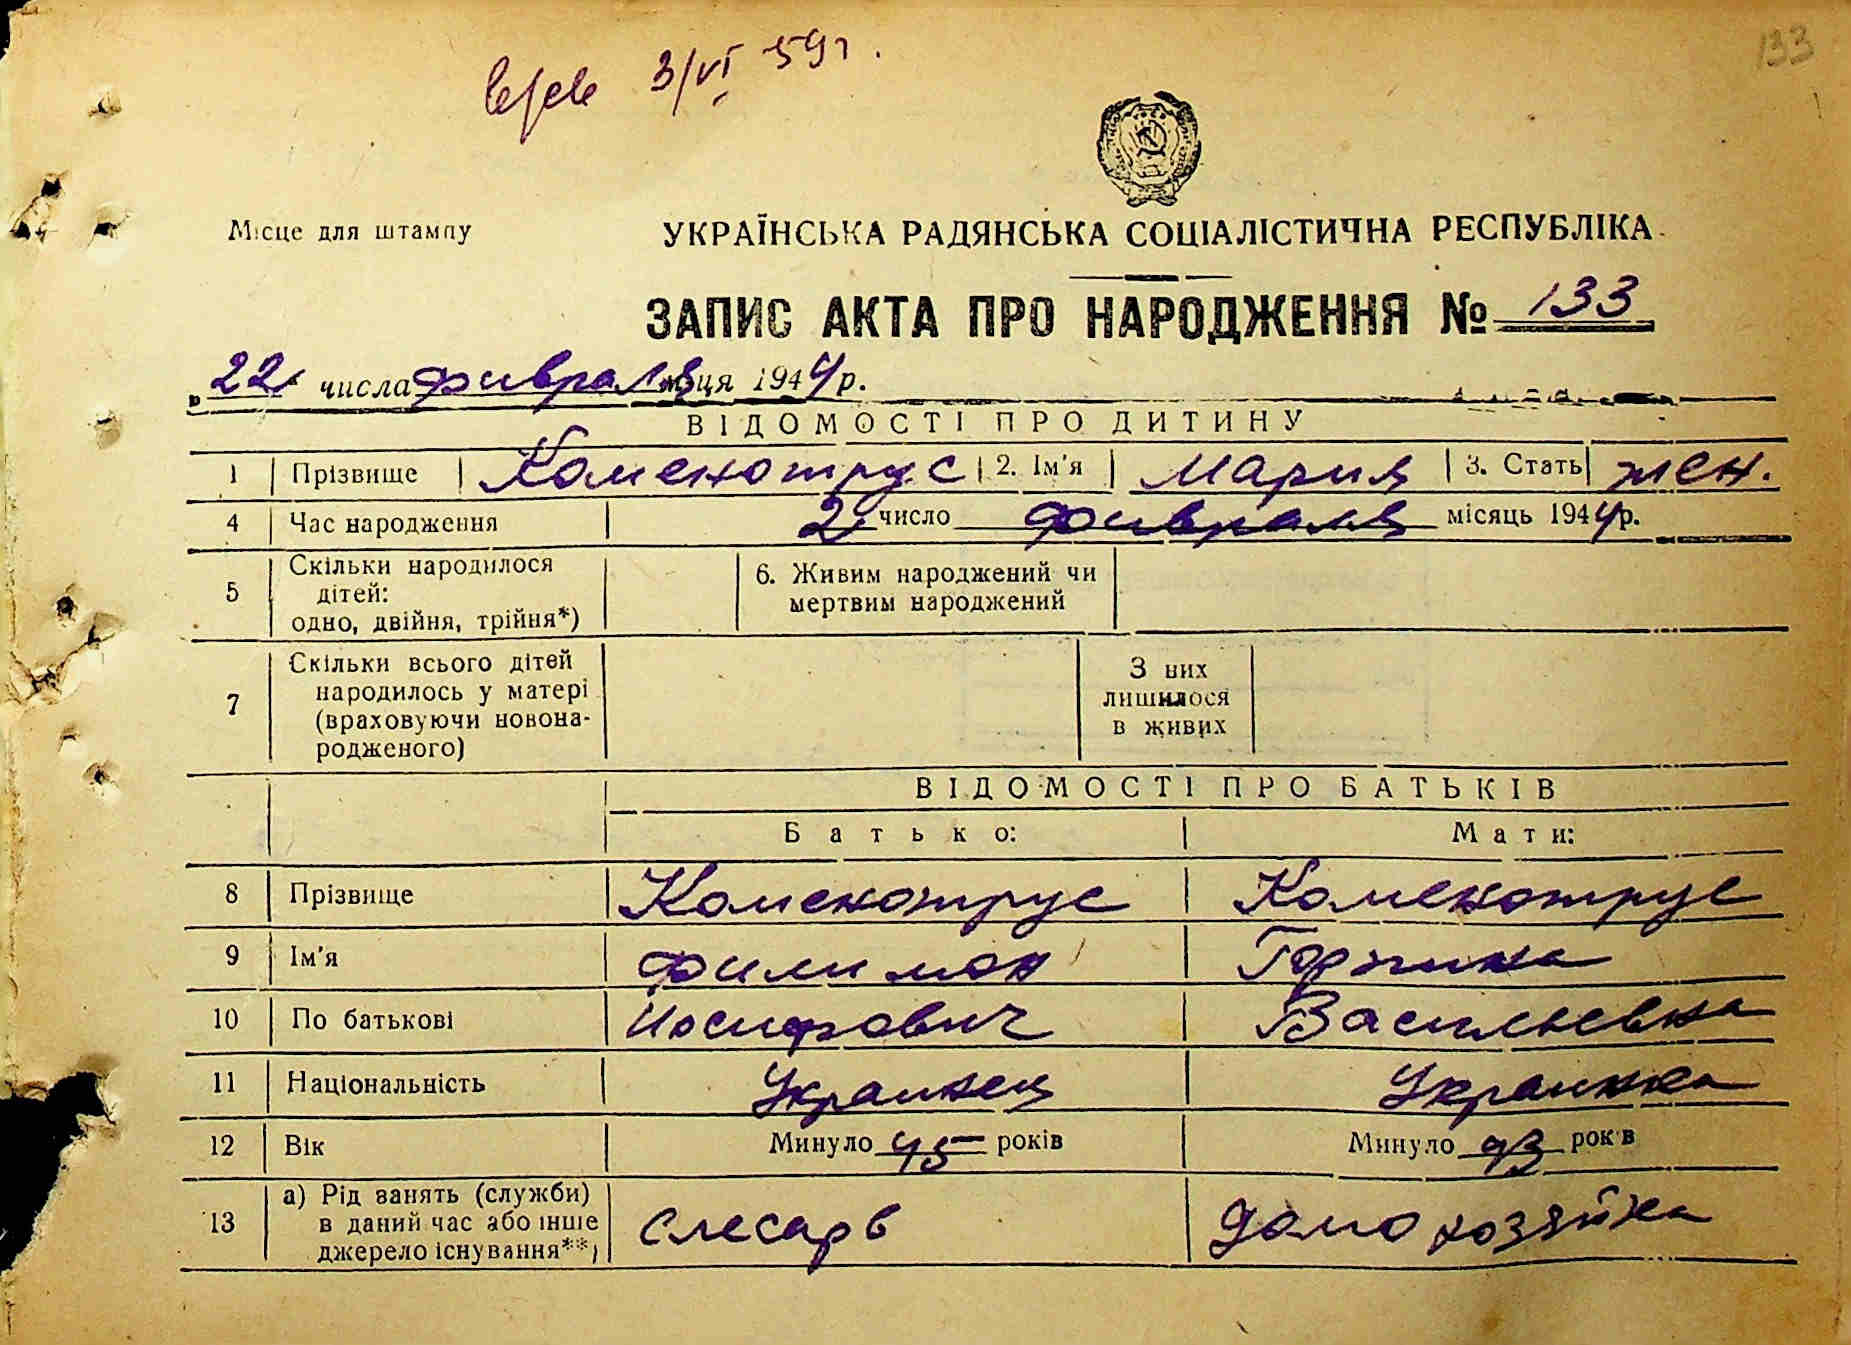 3/VI 59 г.
133
Місце для штампу
УКРАЇНСЬКА РАДЯНСЬКА СОЦІАЛІСТИЧНА РЕСПУБЛІКА
ЗАПИС АКТА ПРО НАРОДЖЕННЯ № 133
22 числа февраля м-ця 1944 р.
ВІДОМОСТІ ПРО ДИТИНУ
1 Прізвище Коменотрус 2. Ім'я Мария 3. Стать жен.
4 Час народження 2 число февраля місяць 1944 р.
5 Скільки народилося дітей: одно, двійня, трійня*) 6. Живим народжений чи мертвим народжений
7 Скільки всього дітей народилось у матері (враховуючи новонародженого) З них лишилося в живих
ВІДОМОСТІ ПРО БАТЬКІВ
Батько: Мати:
8 Прізвище Коменотрус Коменотрус
9 Ім'я Филимон Горпина
10 По батькові Иосифович Васильевна
11 Національність Украинец Украинка
12 Вік Минуло 45 років Минуло 43 років
13 а) Рід занять (служби) в даний час або інше джерело існування**) Слесарь Домохозяйка